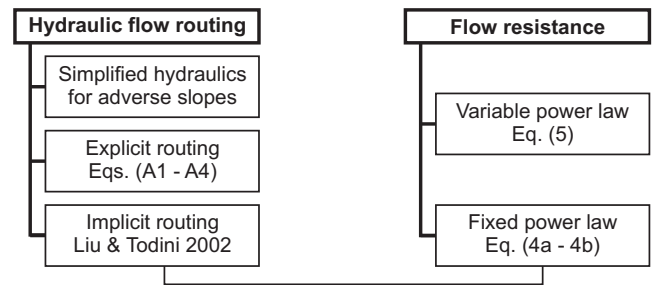 Hydraulic flow routing
Simplified hydraulics
for adverse slopes
Explicit routing
Eqs. (A1 - A4)
Implicit routing
Liu & Todini 2002
Flow resistance
Variable power law
Eq. (5)
Fixed power law
Eq. (4a - 4b)